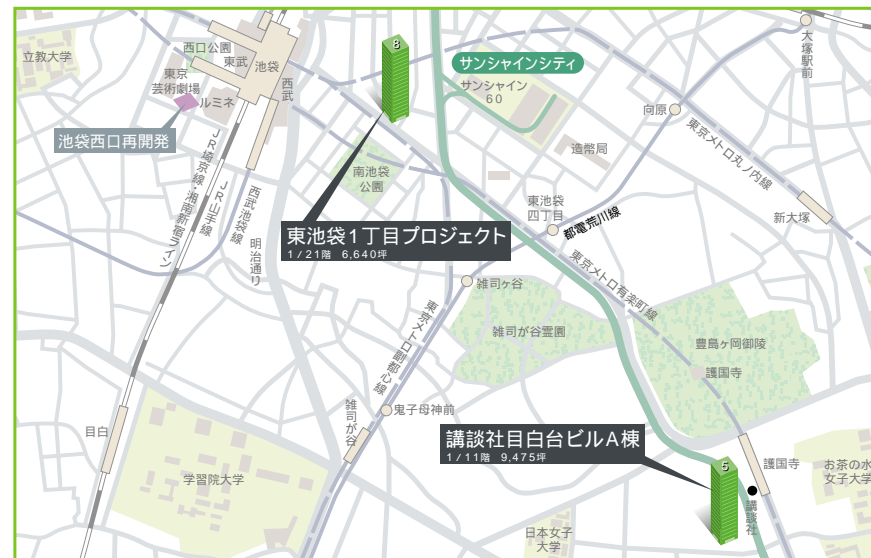 立教大学
西口公園
東武
池袋
西武
東京
芸術劇場
ルミネ
池袋西口再開発
JR埼京線・湘南新宿ライン
JR山手線
西武池袋線
明治通り
8
サンシャインシティ
サンシャイン
60
大塚駅前
向原
造幣局
東京メトロ丸ノ内線
新大塚
南池袋
公園
東池袋
四丁目
都電荒川線
東池袋1丁目プロジェクト
1/21階 6,640坪
東京メトロ有楽町線
雑司ヶ谷
雑司が谷霊園
豊島ヶ岡御陵
護国寺
東京メトロ副都心線
鬼子母神前
雑司が谷
目白
学習院大学
講談社目白台ビルA棟
1/11階 9,475坪
5
護国寺
お茶の水
女子大学
講談社
日本女子
大学